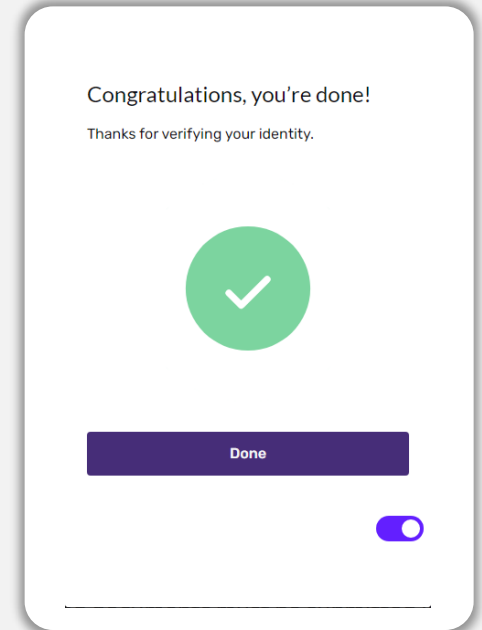 Congratulations, you’re done!
Thanks for verifying your identity.
Done